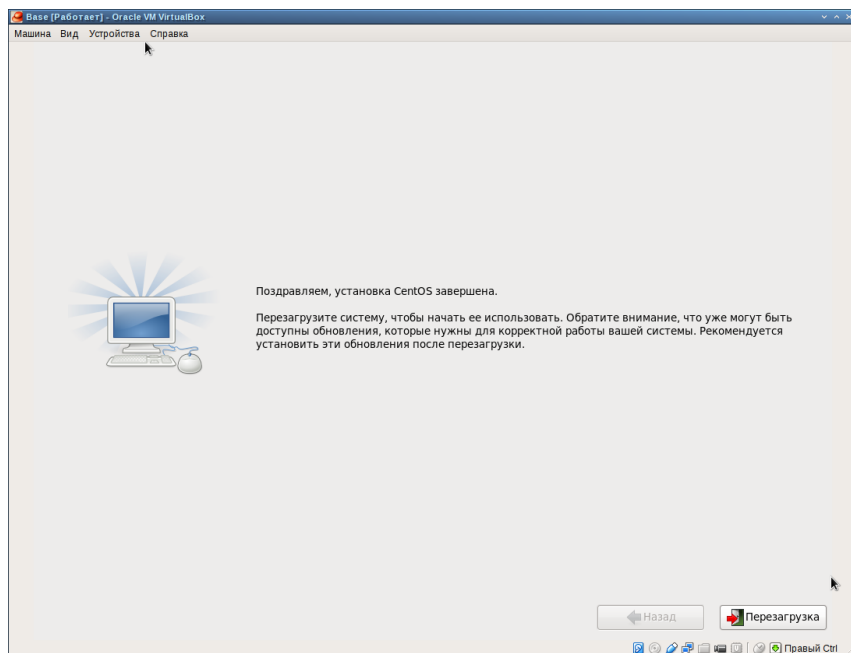 Base [Работает] - Oracle VM VirtualBox
Машина Вид Устройства Справка
Поздравляем, установка CentOS завершена.
Перезагрузите систему, чтобы начать ее использовать. Обратите внимание, что уже могут быть
доступны обновления, которые нужны для корректной работы вашей системы. Рекомендуется
установить эти обновления после перезагрузки.
Назад Перезагрузка
Правый Ctrl